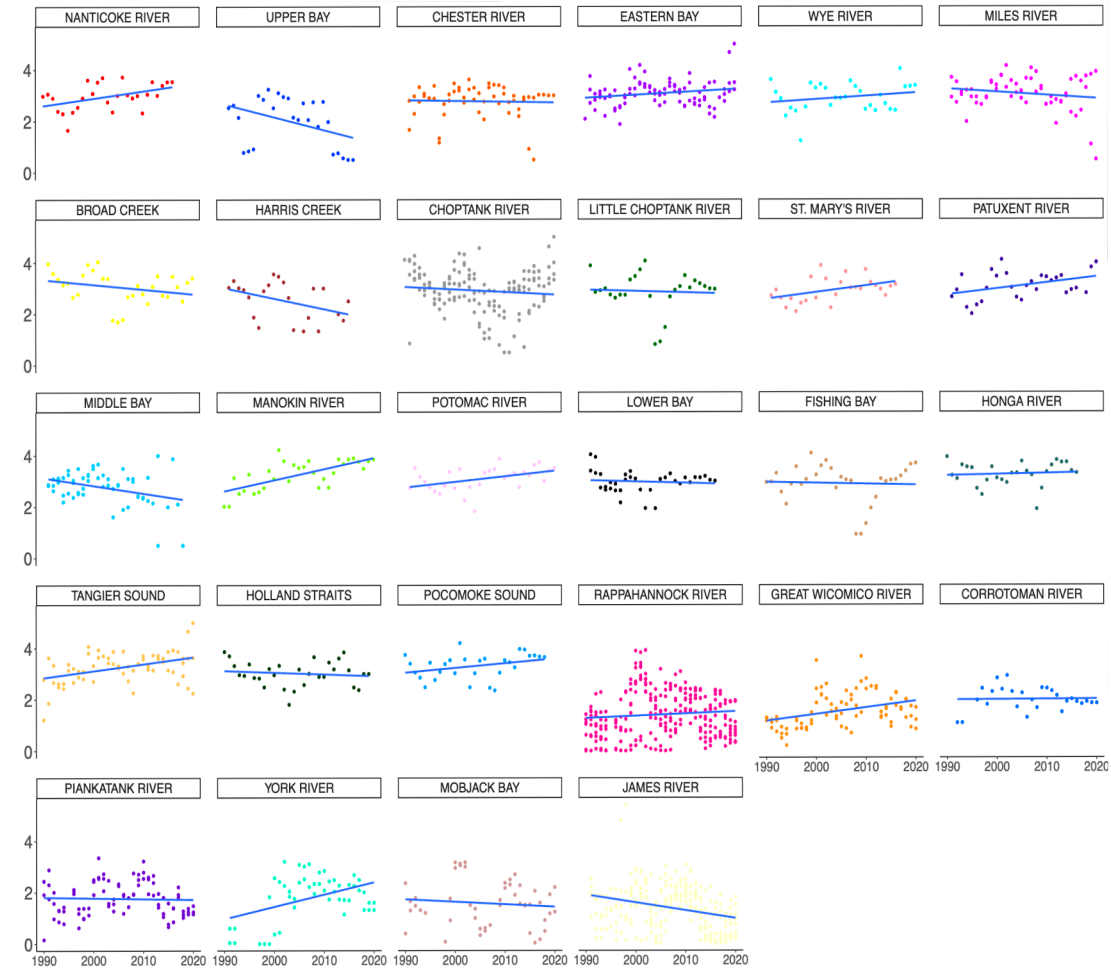 NANTICOKE RIVER UPPER BAY CHESTER RIVER EASTERN BAY WYE RIVER MILES RIVER
4
2
0
BROAD CREEK HARRIS CREEK CHOPTANK RIVER LITTLE CHOPTANK RIVER ST. MARY'S RIVER PATUXENT RIVER
4
2
0
MIDDLE BAY MANOKIN RIVER POTOMAC RIVER LOWER BAY FISHING BAY HONGA RIVER
4
2
0
TANGIER SOUND HOLLAND STRAITS POCOMOKE SOUND RAPPAHANNOCK RIVER GREAT WICOMICO RIVER CORROTOMAN RIVER
4
2
0
1990 2000 2010 2020 1990 2000 2010 2020
PIANKATANK RIVER YORK RIVER MOBJACK BAY JAMES RIVER
4
2
0
1990 2000 2010 2020 1990 2000 2010 2020 1990 2000 2010 2020 1990 2000 2010 2020